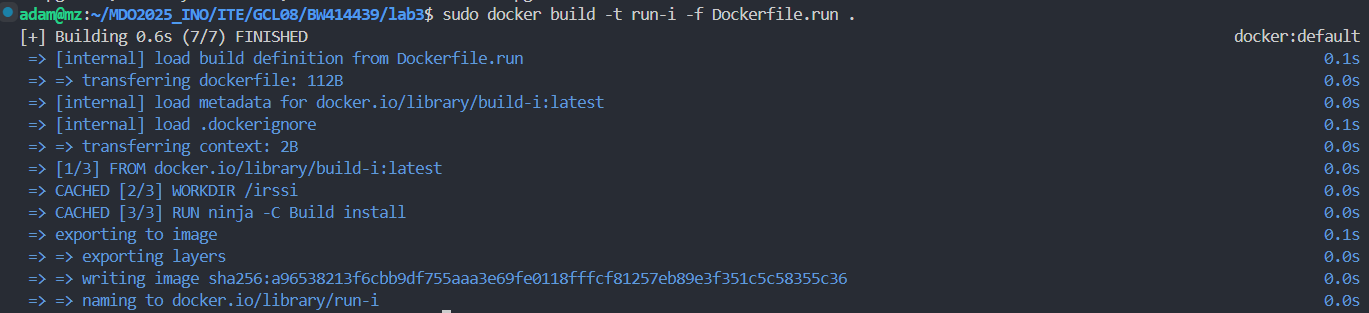 adam@mz:~/MDO2025_INO/ITE/GCL08/BW414439/lab3$ sudo docker build -t run-i -f Dockerfile.run .
[+] Building 0.6s (7/7) FINISHED docker:default
=> [internal] load build definition from Dockerfile.run 0.1s
=> => transferring dockerfile: 112B 0.0s
=> [internal] load metadata for docker.io/library/build-i:latest 0.0s
=> [internal] load .dockerignore 0.1s
=> => transferring context: 2B 0.0s
=> [1/3] FROM docker.io/library/build-i:latest 0.0s
=> CACHED [2/3] WORKDIR /irssi 0.0s
=> CACHED [3/3] RUN ninja -C Build install 0.0s
=> exporting to image 0.1s
=> => exporting layers 0.0s
=> => writing image sha256:a96538213f6cbb9df755aaa3e69fe0118fffcf81257eb89e3f351c5c58355c36 0.0s
=> => naming to docker.io/library/run-i 0.0s